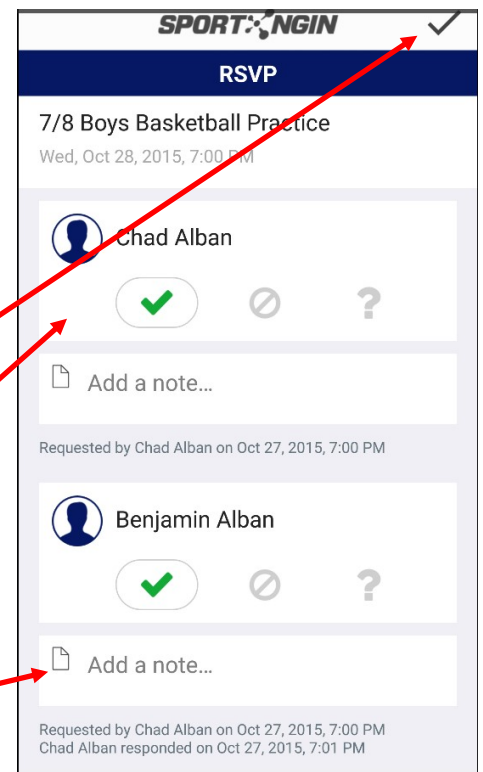 SPORT NGIN
RSVP
7/8 Boys Basketball Practice
Wed, Oct 28, 2015, 7:00 PM
Chad Alban
?
Add a note...
Requested by Chad Alban on Oct 27, 2015, 7:00 PM
Benjamin Alban
?
Add a note...
Requested by Chad Alban on Oct 27, 2015, 7:00 PM
Chad Alban responded on Oct 27, 2015, 7:01 PM